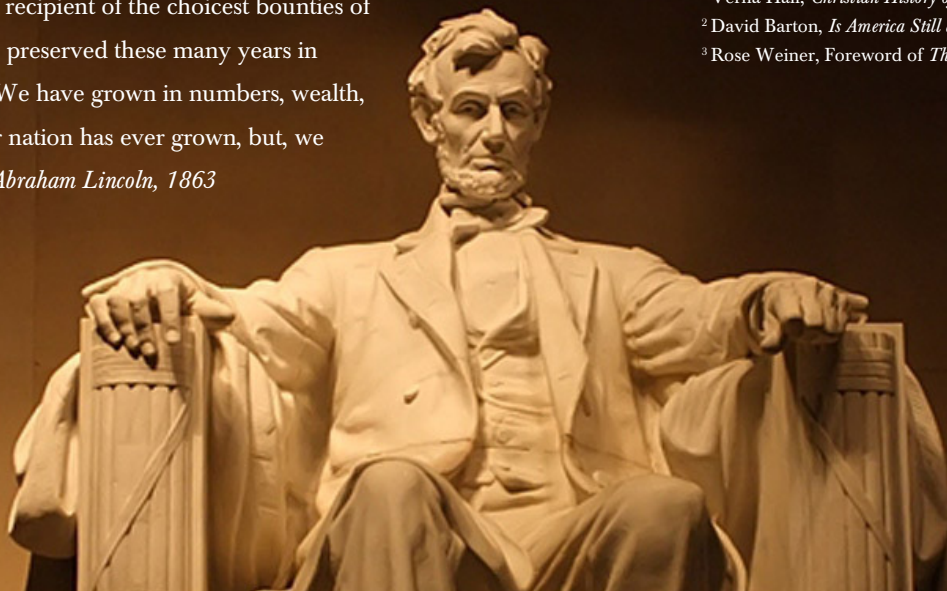 recipient of the choicest bounties of
preserved these many years in
We have grown in numbers, wealth,
nation has ever grown, but, we
Abraham Lincoln, 1863
Verna Hall, Christian History
² David Barton, Is America Still
³ Rose Weiner, Foreword of